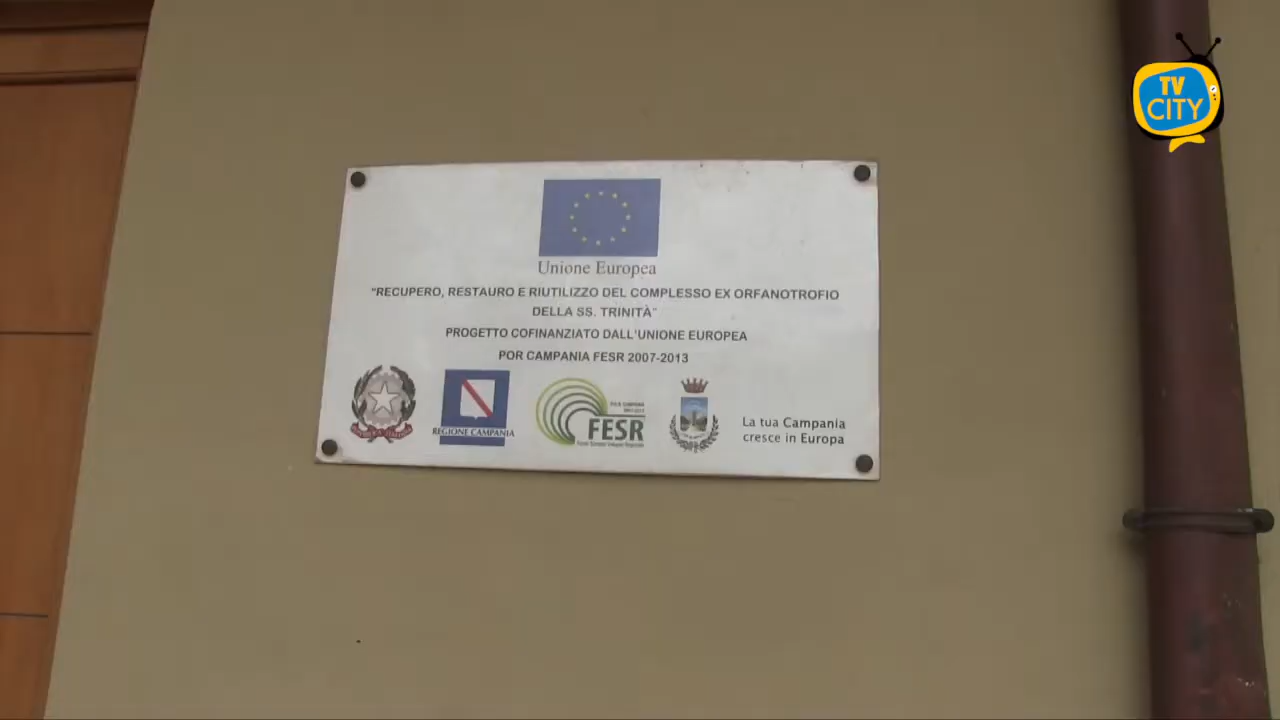 TV
CITY
Unione Europea
"RECUPERO, RESTAURO E RIUTILIZZO DEL COMPLESSO EX ORFANOTROFIO
DELLA SS. TRINITÀ"
PROGETTO COFINANZIATO DALL'UNIONE EUROPEA
POR CAMPANIA FESR 2007-2013
REGIONE CAMPANIA
FESR
La tua Campania
cresce in Europa